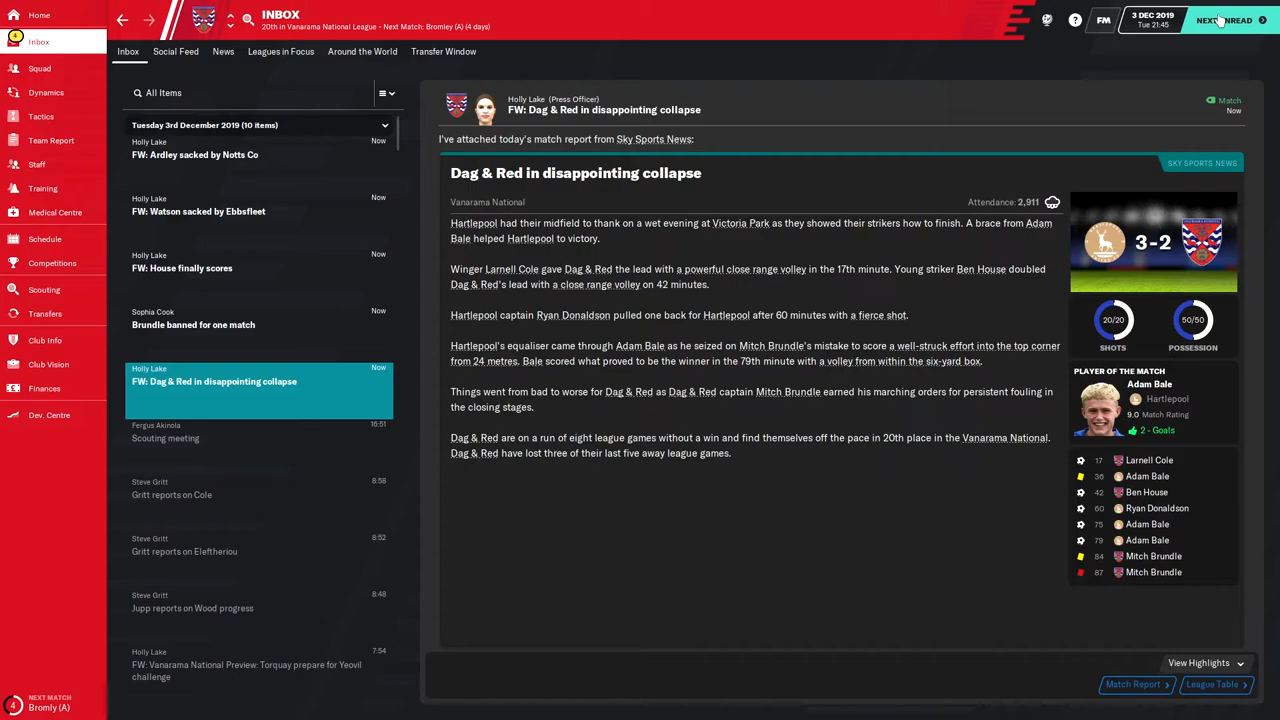 Home
4
Inbox
Squad
Dynamics
Tactics
Team Report
Staff
Training
Medical Centre
Schedule
Competitions
Scouting
Transfers
Club Info
Club Vision
Finances
Dev. Centre
4
NEXT MATCH
Bromly (A)
INBOX
20th in Vanarama National League - Next Match: Bromley (A) (4 days)
?
FM
3 DEC 2019
Tue 21:45
NEXT UNREAD
Inbox
Social Feed
News
Leagues in Focus
Around the World
Transfer Window
All Items
Tuesday 3rd December 2019 (10 items)
Holly Lake Now
FW: Ardley sacked by Notts Co
Holly Lake Now
FW: Watson sacked by Ebbsfleet
Holly Lake Now
FW: House finally scores
Sophia Cook Now
Brundle banned for one match
Holly Lake Now
FW: Dag & Red in disappointing collapse
Fergus Akinola 16:51
Scouting meeting
Steve Gritt 8:58
Gritt reports on Cole
Steve Gritt 8:52
Gritt reports on Eleftheriou
Steve Gritt 8:48
Jupp reports on Wood progress
Holly Lake 7:54
FW: Vanarama National Preview: Torquay prepare for Yeovil
challenge
Holly Lake (Press Officer)
FW: Dag & Red in disappointing collapse
Match
Now
I've attached today's match report from Sky Sports News:
SKY SPORTS NEWS
Dag & Red in disappointing collapse
Vanarama National Attendance: 2,911
Hartlepool had their midfield to thank on a wet evening at Victoria Park as they showed their strikers how to finish. A brace from Adam
Bale helped Hartlepool to victory.
Winger Larnell Cole gave Dag & Red the lead with a powerful close range volley in the 17th minute. Young striker Ben House doubled
Dag & Red's lead with a close range volley on 42 minutes.
Hartlepool captain Ryan Donaldson pulled one back for Hartlepool after 60 minutes with a fierce shot.
Hartlepool's equaliser came through Adam Bale as he seized on Mitch Brundle's mistake to score a well-struck effort into the top corner
from 24 metres. Bale scored what proved to be the winner in the 79th minute with a volley from within the six-yard box.
Things went from bad to worse for Dag & Red as Dag & Red captain Mitch Brundle earned his marching orders for persistent fouling in
the closing stages.
Dag & Red are on a run of eight league games without a win and find themselves off the pace in 20th place in the Vanarama National.
Dag & Red have lost three of their last five away league games.
3-2
20/20
SHOTS
50/50
POSSESSION
PLAYER OF THE MATCH
Adam Bale
Hartlepool
9.0 Match Rating
2 - Goals
17 Larnell Cole
36 Adam Bale
42 Ben House
60 Ryan Donaldson
75 Adam Bale
79 Adam Bale
84 Mitch Brundle
87 Mitch Brundle
View Highlights
Match Report
League Table